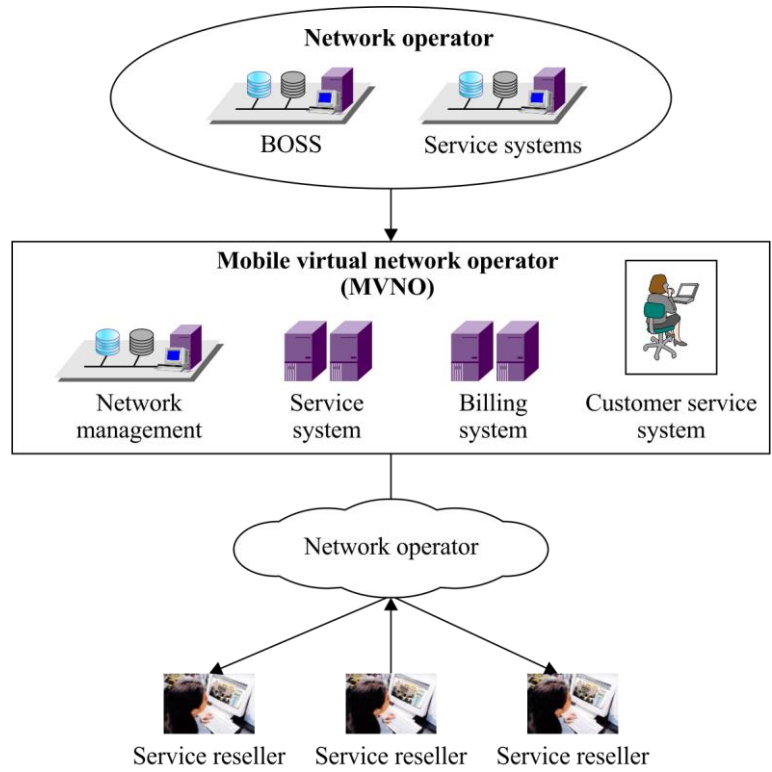 Network operator
BOSS
Service systems
Mobile virtual network operator
(MVNO)
Network
management
Service
system
Billing
system
Customer service
system
Network operator
Service reseller
Service reseller
Service reseller